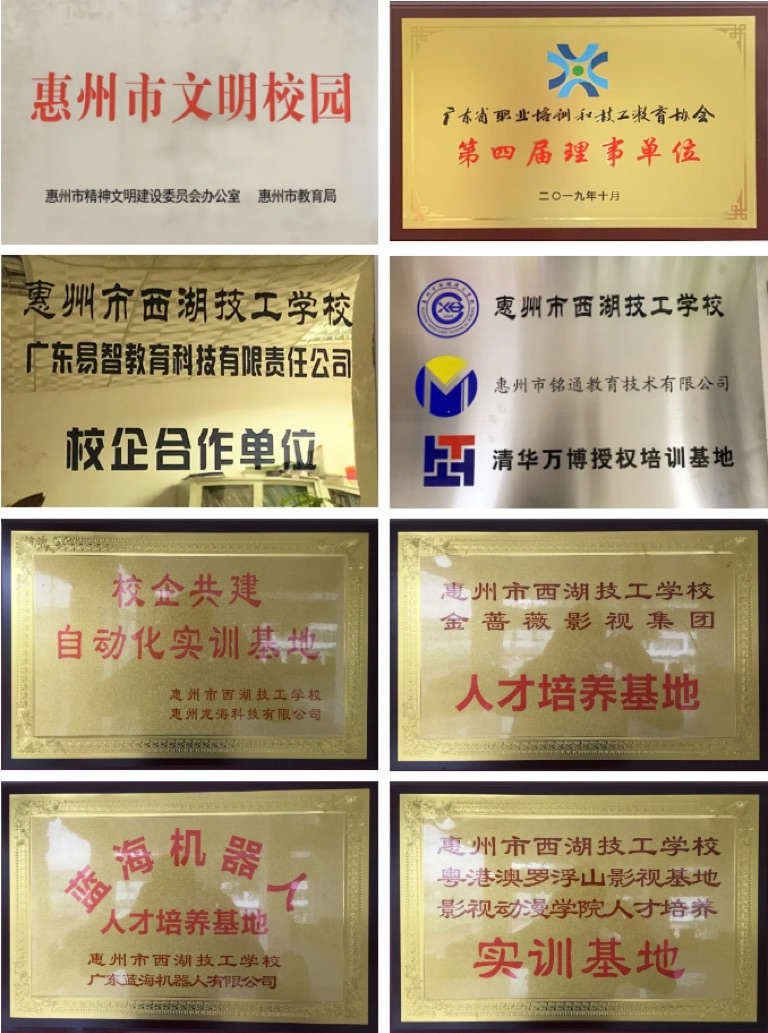 惠州市文明校园
惠州市精神文明建设委员会办公室 惠州市教育局
广东省职业培训和技工教育协会
第四届理事单位
二〇一九年十月
惠州市西湖技工学校
广东易智教育科技有限责任公司
校企合作单位
惠州市西湖技工学校
惠州市铭通教育技术有限公司
清华万博授权培训基地
校企共建
自动化实训基地
惠州市西湖技工学校
惠州龙海科技有限公司
惠州市西湖技工学校
金蔷薇影视集团
人才培养基地
蓝海机器人
人才培养基地
惠州市西湖技工学校
广东蓝海机器人有限公司
惠州市西湖技工学校
粤港澳罗浮山影视基地
影视动漫学院人才培养
实训基地